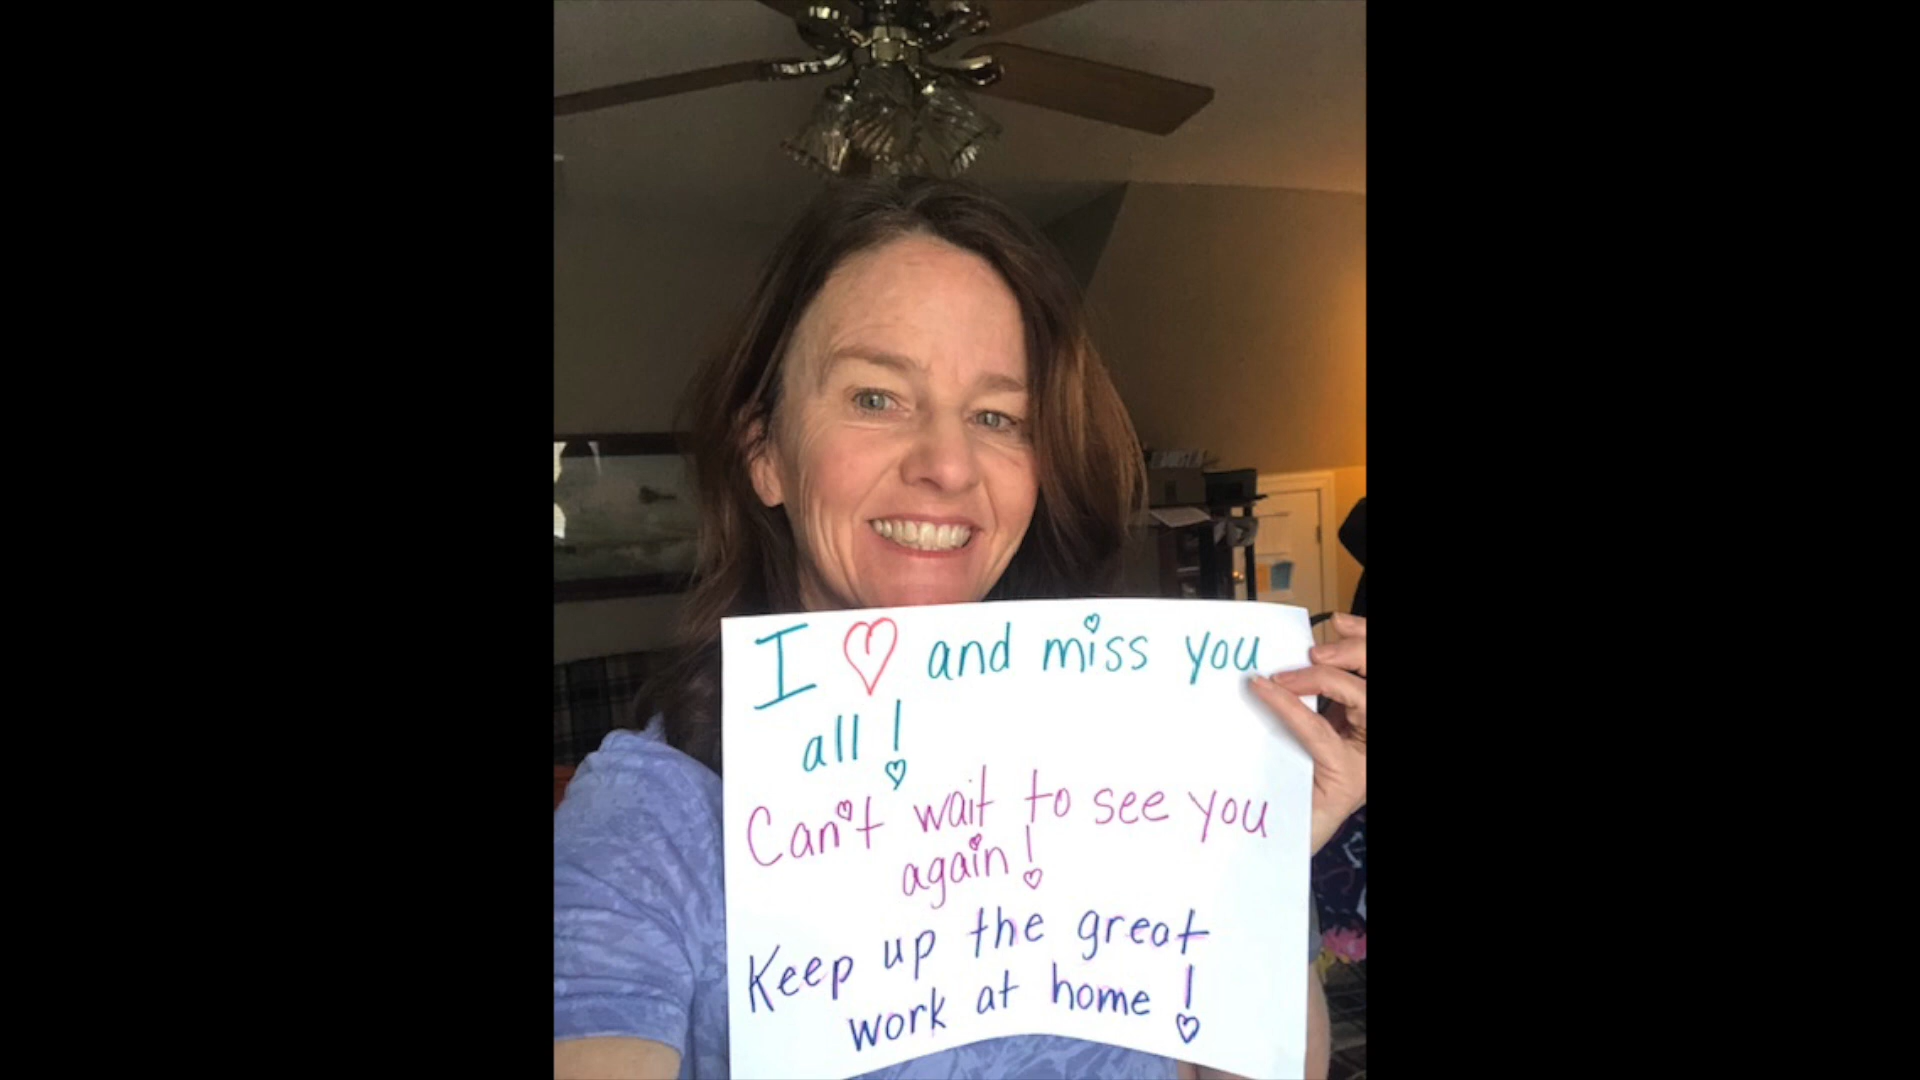 I ♡ and miss you
all!
Can't wait to see you
again!
Keep up the great
work at home!